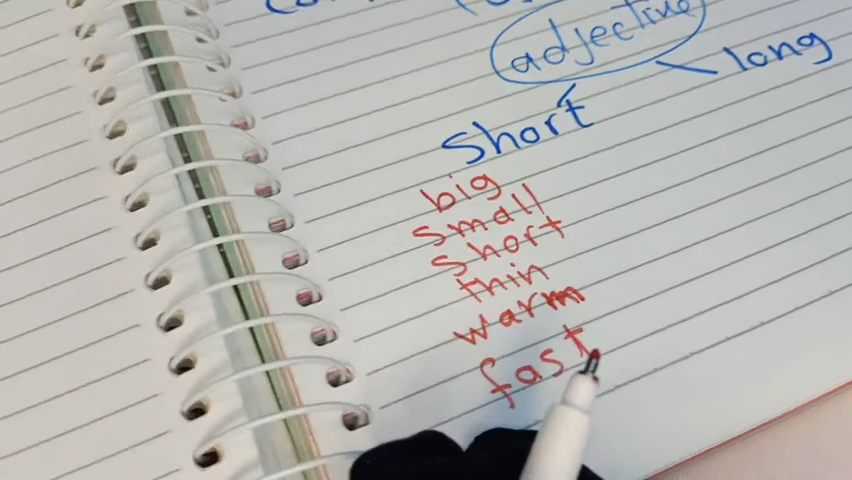 adjective
long
short
big
small
short
thin
warm
fast